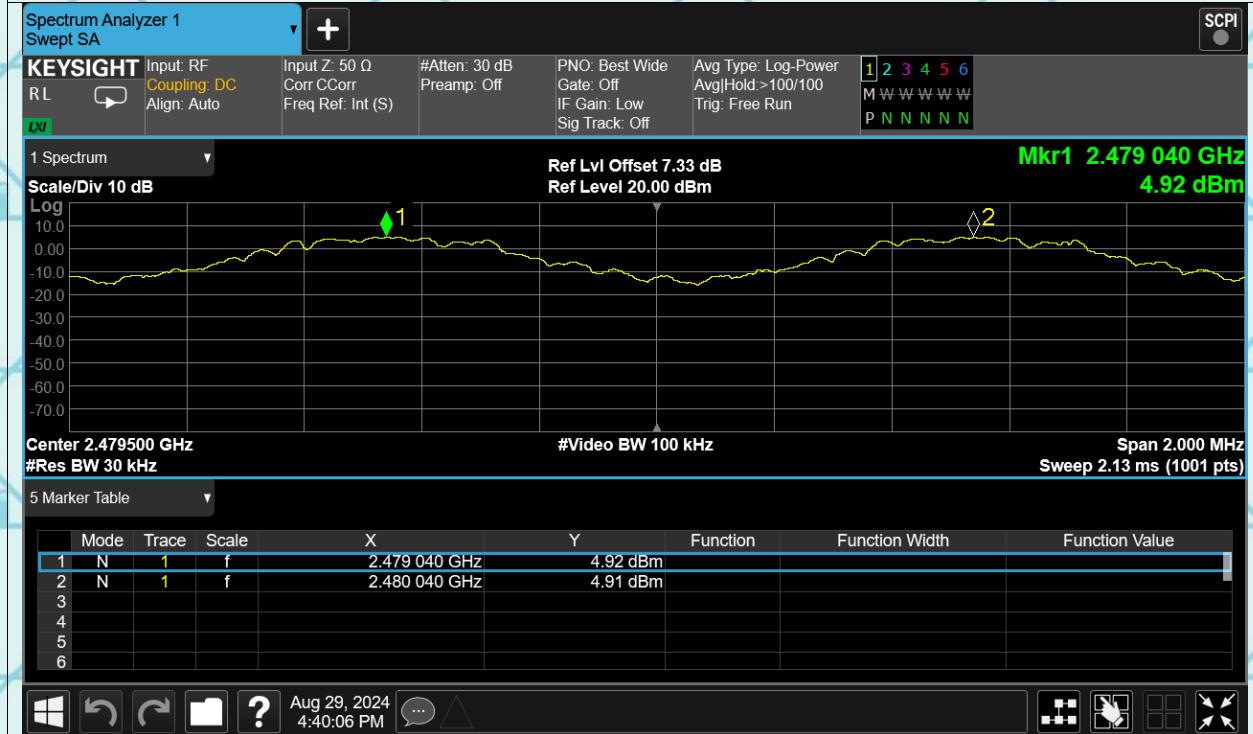 Spectrum Analyzer 1
Swept SA
+
SCPI
KEYSIGHT
R L
LXI
Input: RF
Coupling: DC
Align: Auto
Input Z: 50 Ω
Corr CCorr
Freq Ref: Int (S)
#Atten: 30 dB
Preamp: Off
PNO: Best Wide
Gate: Off
IF Gain: Low
Sig Track: Off
Avg Type: Log-Power
Avg|Hold:>100/100
Trig: Free Run
1 2 3 4 5 6
M W W W W W
P N N N N N
1 Spectrum
Scale/Div 10 dB
Ref Lvl Offset 7.33 dB
Ref Level 20.00 dBm
Mkr1 2.479 040 GHz
4.92 dBm
Log
10.0
0.00
-10.0
-20.0
-30.0
-40.0
-50.0
-60.0
-70.0
1
2
Center 2.479500 GHz
#Video BW 100 kHz
Span 2.000 MHz
#Res BW 30 kHz
Sweep 2.13 ms (1001 pts)
5 Marker Table
Mode Trace Scale X Y Function Function Width Function Value
1 N 1 f 2.479 040 GHz 4.92 dBm
2 N 1 f 2.480 040 GHz 4.91 dBm
3
4
5
6
?
Aug 29, 2024
4:40:06 PM